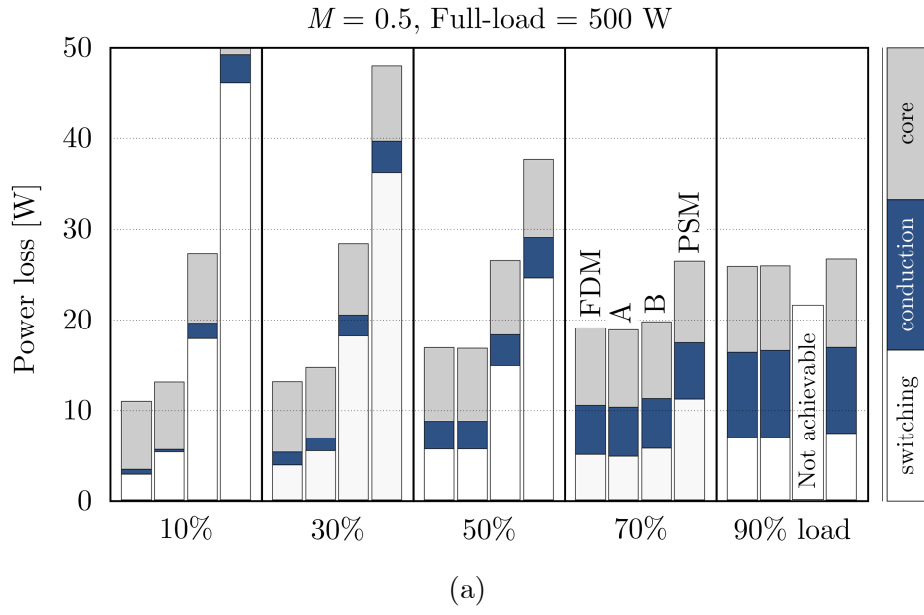 M = 0.5, Full-load = 500 W
Power loss [W]
50
40
30
20
10
0
FDM
A
B
PSM
Not achievable
core
conduction
switching
10%
30%
50%
70%
90% load
(a)